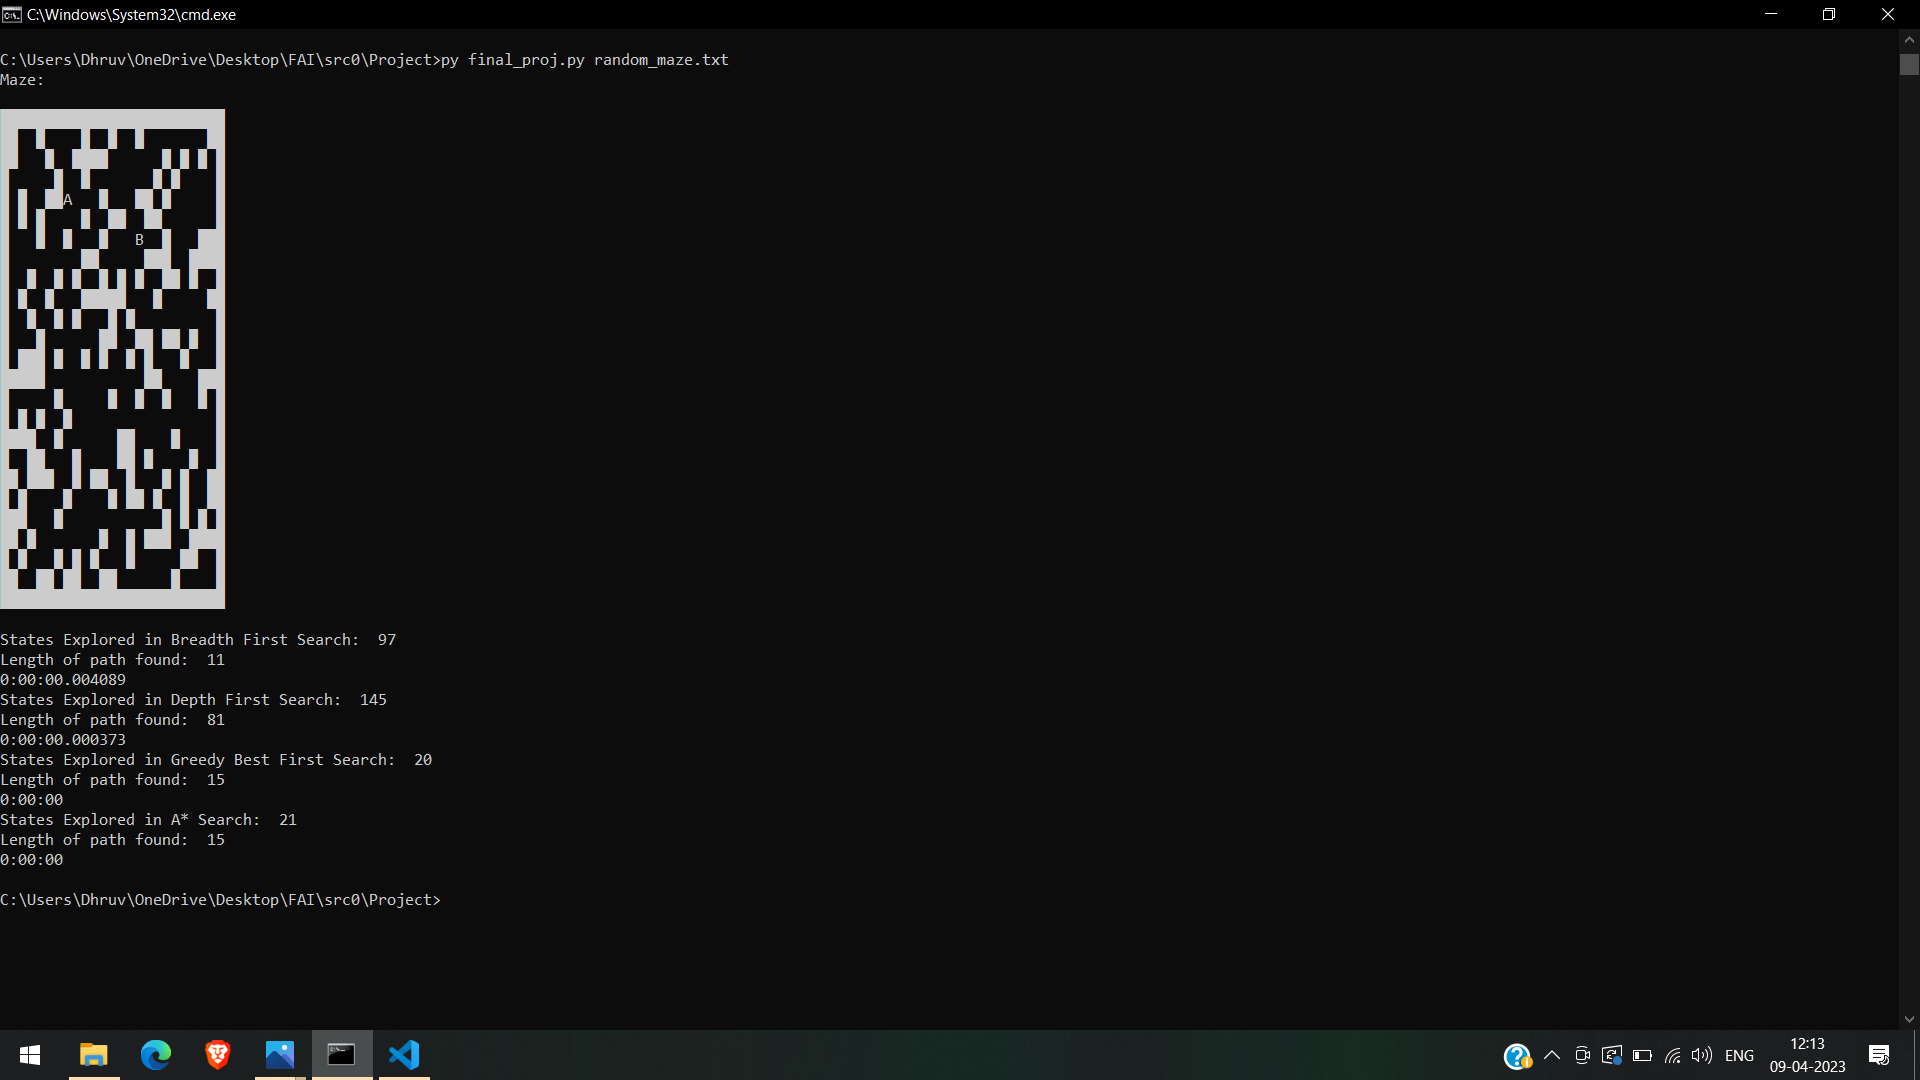 C:\Windows\System32\cmd.exe
C:\Users\Dhruv\OneDrive\Desktop\FAI\src0\Project>py final_proj.py random_maze.txt
Maze:
A
B
States Explored in Breadth First Search:  97
Length of path found:  11
0:00:00.004089
States Explored in Depth First Search:  145
Length of path found:  81
0:00:00.000373
States Explored in Greedy Best First Search:  20
Length of path found:  15
0:00:00
States Explored in A* Search:  21
Length of path found:  15
0:00:00
C:\Users\Dhruv\OneDrive\Desktop\FAI\src0\Project>
ENG
12:13
09-04-2023